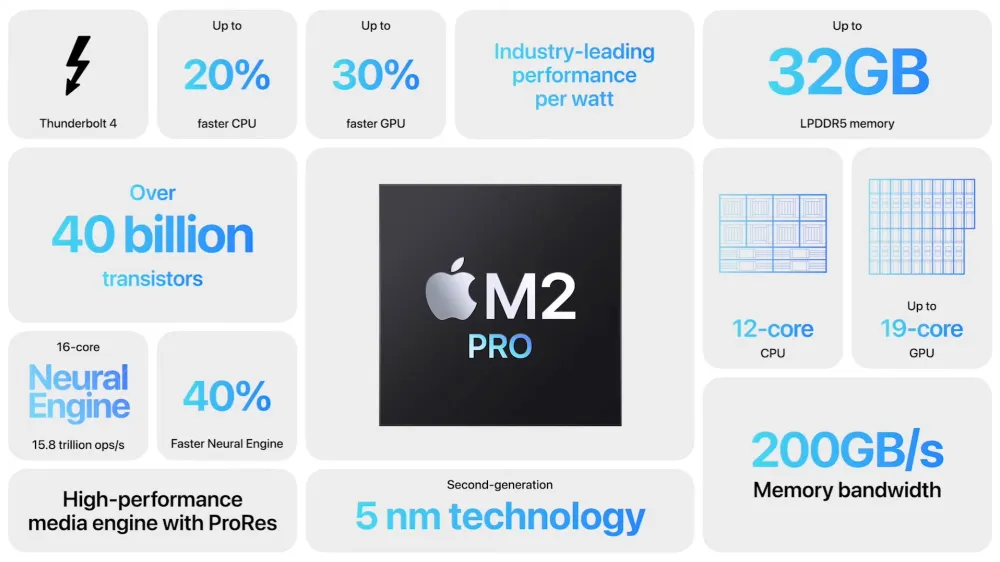 Thunderbolt 4
Up to
20%
faster CPU
Up to
30%
faster GPU
Industry-leading
performance
per watt
Up to
32GB
LPDDR5 memory
Over
40 billion
transistors
M2
PRO
12-core
CPU
Up to
19-core
GPU
16-core
Neural
Engine
15.8 trillion ops/s
40%
Faster Neural Engine
200GB/s
Memory bandwidth
High-performance
media engine with ProRes
Second-generation
5 nm technology